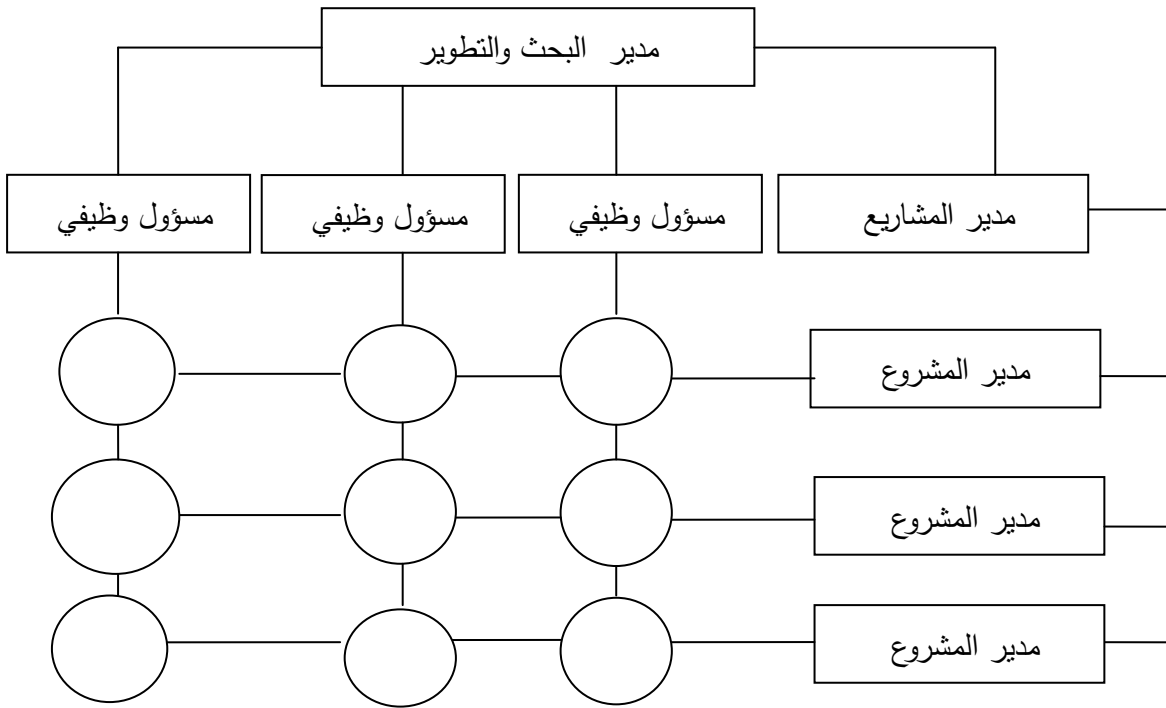 مدير البحث والتطوير
مدير المشاريع
مسؤول وظيفي
مسؤول وظيفي
مسؤول وظيفي
مدير المشروع
مدير المشروع
مدير المشروع